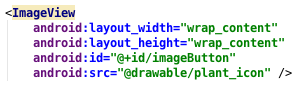 <ImageView
    android:layout_width="wrap_content"
    android:layout_height="wrap_content"
    android:id="@+id/imageButton"
    android:src="@drawable/plant_icon" />